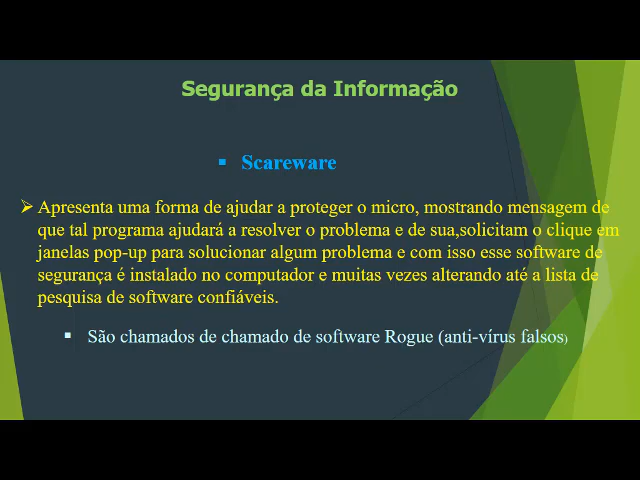 Segurança da Informação
▪ Scareware
➢ Apresenta uma forma de ajudar a proteger o micro, mostrando mensagem de
que tal programa ajudará a resolver o problema e de sua,solicitam o clique em
janelas pop-up para solucionar algum problema e com isso esse software de
segurança é instalado no computador e muitas vezes alterando até a lista de
pesquisa de software confiáveis.
▪ São chamados de chamado de software Rogue (anti-vírus falsos)